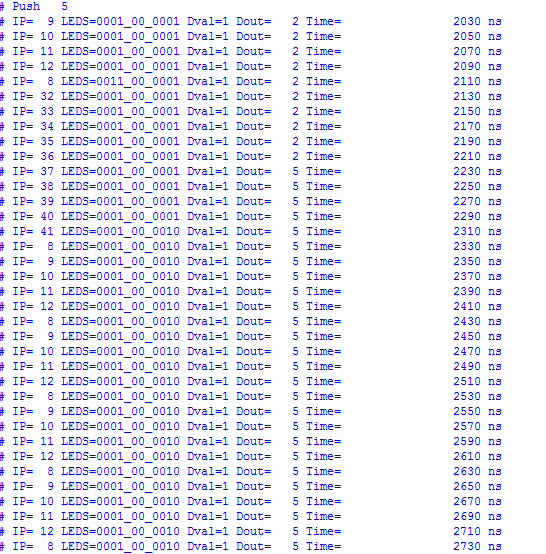 # Push   5
# IP=  9 LEDS=0001_00_0001 Dval=1 Dout=   2 Time=                2030 ns
# IP= 10 LEDS=0001_00_0001 Dval=1 Dout=   2 Time=                2050 ns
# IP= 11 LEDS=0001_00_0001 Dval=1 Dout=   2 Time=                2070 ns
# IP= 12 LEDS=0001_00_0001 Dval=1 Dout=   2 Time=                2090 ns
# IP=  8 LEDS=0011_00_0001 Dval=1 Dout=   2 Time=                2110 ns
# IP= 32 LEDS=0001_00_0001 Dval=1 Dout=   2 Time=                2130 ns
# IP= 33 LEDS=0001_00_0001 Dval=1 Dout=   2 Time=                2150 ns
# IP= 34 LEDS=0001_00_0001 Dval=1 Dout=   2 Time=                2170 ns
# IP= 35 LEDS=0001_00_0001 Dval=1 Dout=   2 Time=                2190 ns
# IP= 36 LEDS=0001_00_0001 Dval=1 Dout=   2 Time=                2210 ns
# IP= 37 LEDS=0001_00_0001 Dval=1 Dout=   5 Time=                2230 ns
# IP= 38 LEDS=0001_00_0001 Dval=1 Dout=   5 Time=                2250 ns
# IP= 39 LEDS=0001_00_0001 Dval=1 Dout=   5 Time=                2270 ns
# IP= 40 LEDS=0001_00_0001 Dval=1 Dout=   5 Time=                2290 ns
# IP= 41 LEDS=0001_00_0010 Dval=1 Dout=   5 Time=                2310 ns
# IP=  8 LEDS=0001_00_0010 Dval=1 Dout=   5 Time=                2330 ns
# IP=  9 LEDS=0001_00_0010 Dval=1 Dout=   5 Time=                2350 ns
# IP= 10 LEDS=0001_00_0010 Dval=1 Dout=   5 Time=                2370 ns
# IP= 11 LEDS=0001_00_0010 Dval=1 Dout=   5 Time=                2390 ns
# IP= 12 LEDS=0001_00_0010 Dval=1 Dout=   5 Time=                2410 ns
# IP=  8 LEDS=0001_00_0010 Dval=1 Dout=   5 Time=                2430 ns
# IP=  9 LEDS=0001_00_0010 Dval=1 Dout=   5 Time=                2450 ns
# IP= 10 LEDS=0001_00_0010 Dval=1 Dout=   5 Time=                2470 ns
# IP= 11 LEDS=0001_00_0010 Dval=1 Dout=   5 Time=                2490 ns
# IP= 12 LEDS=0001_00_0010 Dval=1 Dout=   5 Time=                2510 ns
# IP=  8 LEDS=0001_00_0010 Dval=1 Dout=   5 Time=                2530 ns
# IP=  9 LEDS=0001_00_0010 Dval=1 Dout=   5 Time=                2550 ns
# IP= 10 LEDS=0001_00_0010 Dval=1 Dout=   5 Time=                2570 ns
# IP= 11 LEDS=0001_00_0010 Dval=1 Dout=   5 Time=                2590 ns
# IP= 12 LEDS=0001_00_0010 Dval=1 Dout=   5 Time=                2610 ns
# IP=  8 LEDS=0001_00_0010 Dval=1 Dout=   5 Time=                2630 ns
# IP=  9 LEDS=0001_00_0010 Dval=1 Dout=   5 Time=                2650 ns
# IP= 10 LEDS=0001_00_0010 Dval=1 Dout=   5 Time=                2670 ns
# IP= 11 LEDS=0001_00_0010 Dval=1 Dout=   5 Time=                2690 ns
# IP= 12 LEDS=0001_00_0010 Dval=1 Dout=   5 Time=                2710 ns
# IP=  8 LEDS=0001_00_0010 Dval=1 Dout=   5 Time=                2730 ns